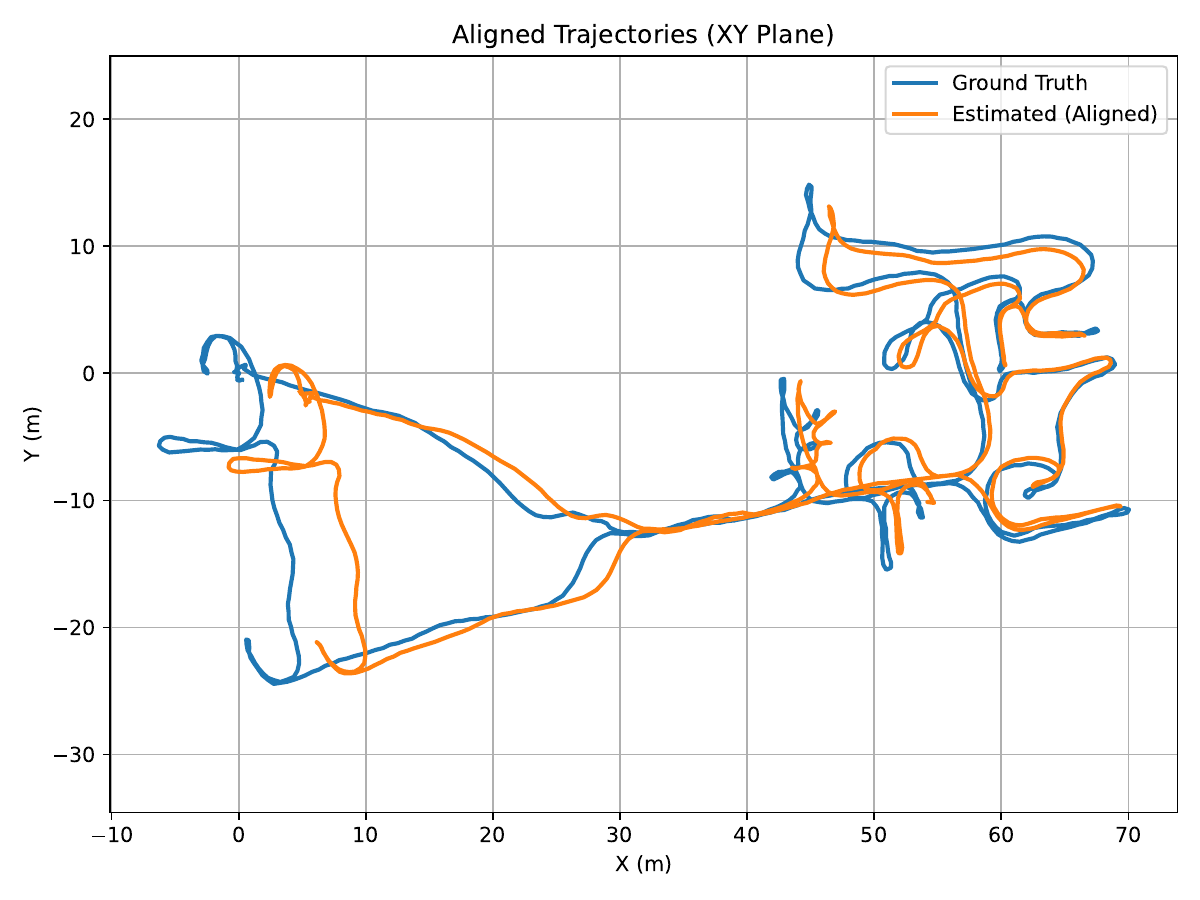 Aligned Trajectories (XY Plane)
Ground Truth
Estimated (Aligned)
20
10
0
−10
−20
−30
Y (m)
−10 0 10 20 30 40 50 60 70
X (m)